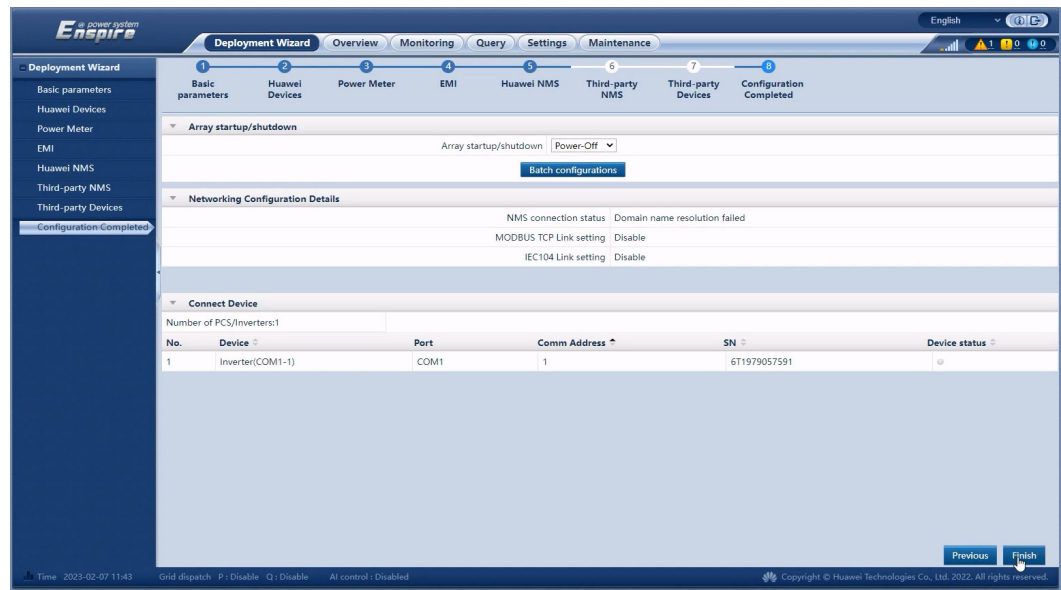 @ power system
Enspire
English
Deployment Wizard Overview Monitoring Query Settings Maintenance
1 0 0
Deployment Wizard
Basic parameters
Huawei Devices
Power Meter
EMI
Huawei NMS
Third-party NMS
Third-party Devices
Configuration Completed
1 2 3 4 5 6 7 8
Basic parameters
Huawei Devices
Power Meter
EMI
Huawei NMS
Third-party NMS
Third-party Devices
Configuration Completed
Array startup/shutdown
Array startup/shutdown Power-Off
Batch configurations
Networking Configuration Details
NMS connection status Domain name resolution failed
MODBUS TCP Link setting Disable
IEC104 Link setting Disable
Connect Device
Number of PCS/Inverters:1
No. Device Port Comm Address SN Device status
1 Inverter(COM1-1) COM1 1 6T1979057591
Previous Finish
Time 2023-02-07 11:43 Grid dispatch P : Disable Q : Disable AI control : Disabled Copyright © Huawei Technologies Co., Ltd. 2022. All rights reserved.